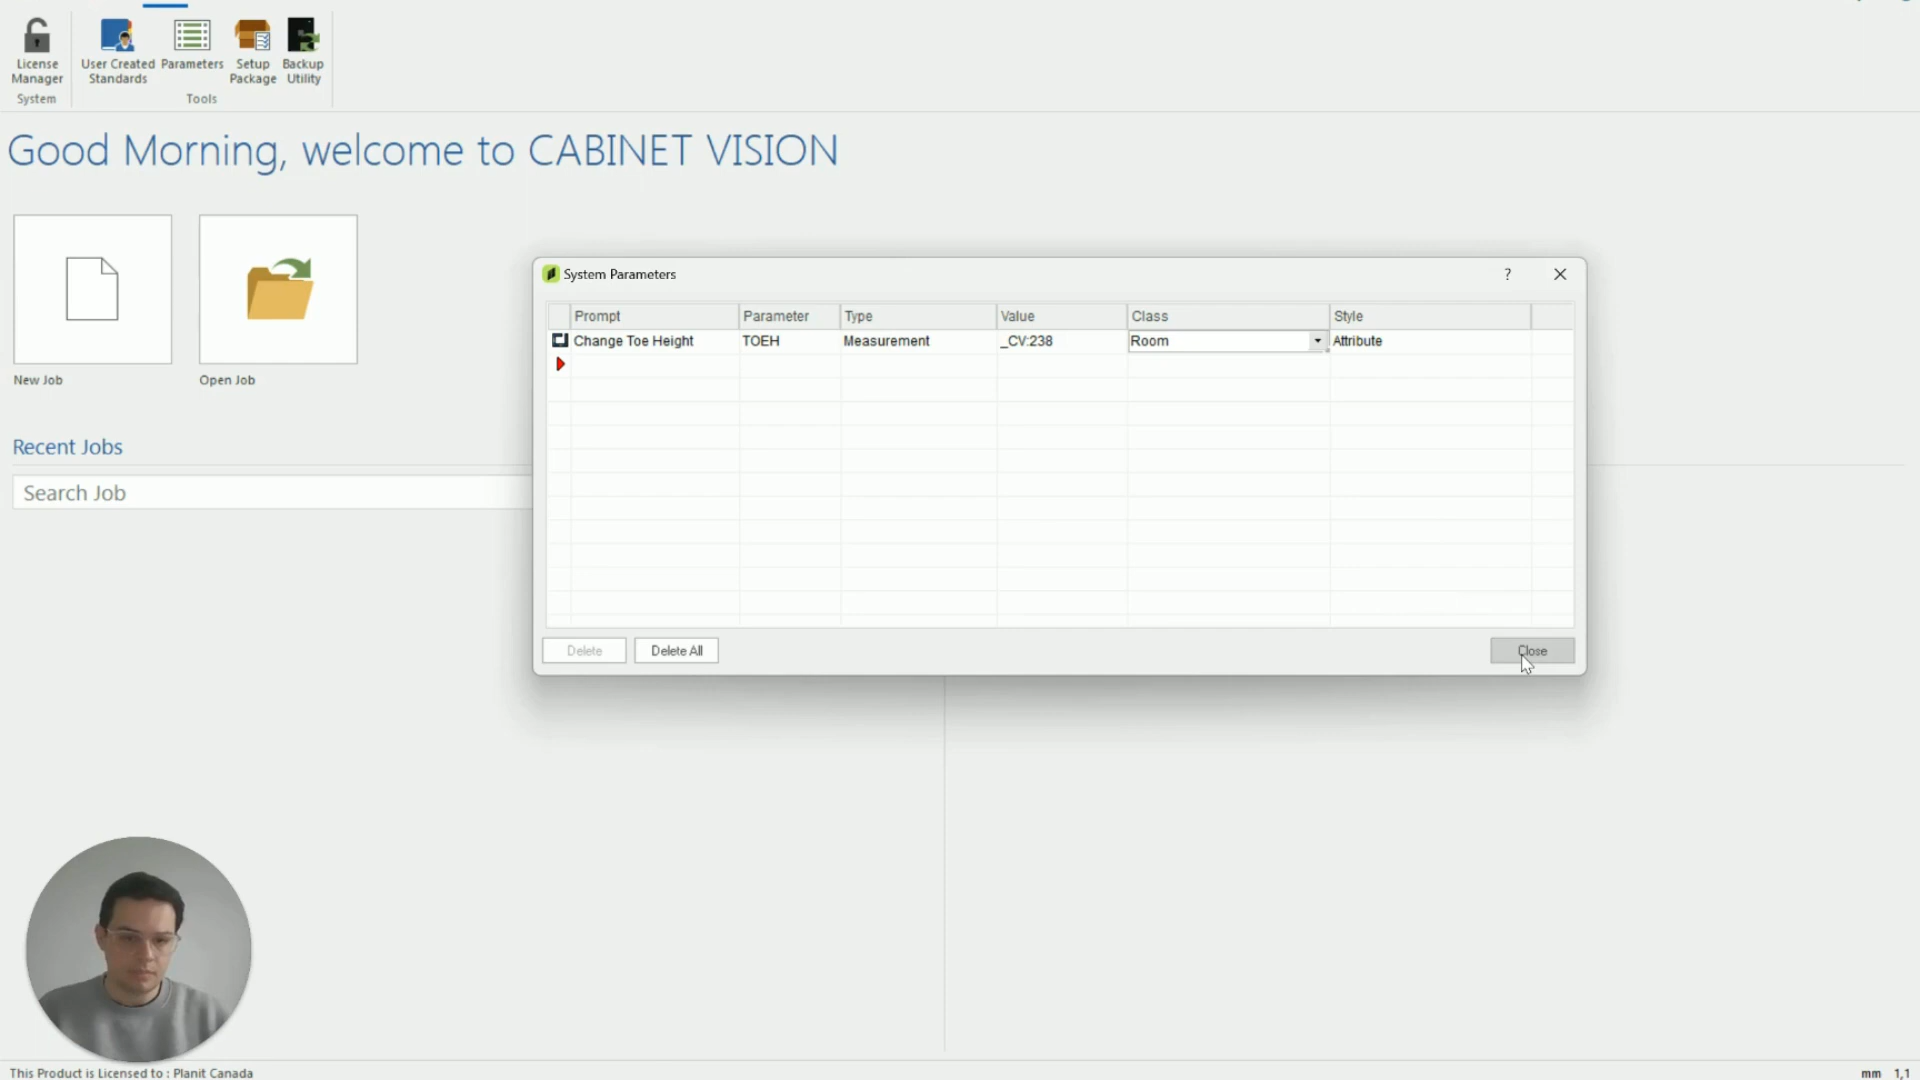 License Manager
User Created Standards
Parameters
Setup Package
Backup Utility
System
Tools
Good Morning, welcome to CABINET VISION
New Job
Open Job
Recent Jobs
Search Job
System Parameters
?
Prompt Parameter Type Value Class Style
Change Toe Height TOEH Measurement _CV:238 Room Attribute
Delete
Delete All
Close
This Product is Licensed to : Planit Canada
mm 1,1